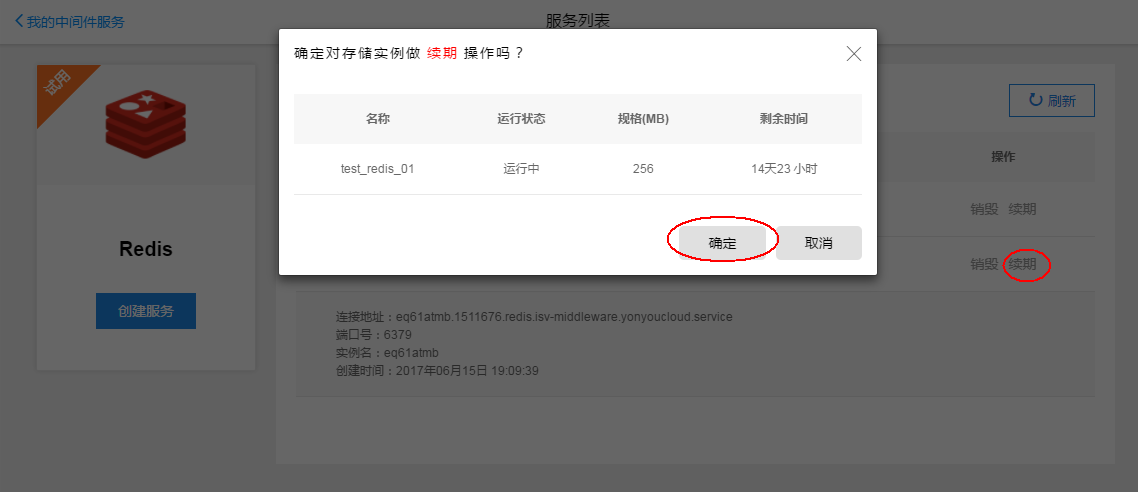 我的中间件服务
服务列表
确定对存储实例做 续期 操作吗？
试用
刷新
名称 运行状态 规格(MB) 剩余时间
操作
test_redis_01 运行中 256 14天23 小时
销毁 续期
确定 取消
Redis
销毁 续期
创建服务
连接地址：eq61atmb.1511676.redis.isv-middleware.yonyoucloud.service
端口号：6379
实例名：eq61atmb
创建时间：2017年06月15日 19:09:39